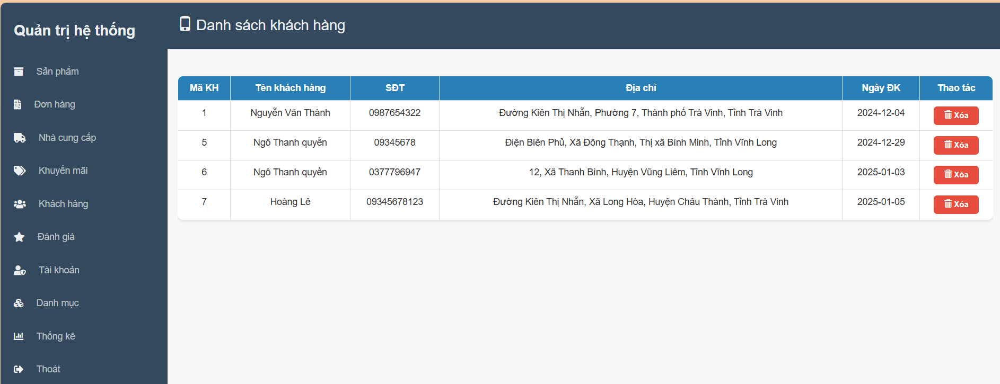 Quản trị hệ thống
Sản phẩm
Đơn hàng
Nhà cung cấp
Khuyến mãi
Khách hàng
Đánh giá
Tài khoản
Danh mục
Thống kê
Thoát
Danh sách khách hàng
Mã KH Tên khách hàng SĐT Địa chỉ Ngày ĐK Thao tác
1 Nguyễn Văn Thành 0987654322 Đường Kiên Thị Nhẫn, Phường 7, Thành phố Trà Vinh, Tỉnh Trà Vinh 2024-12-04 Xóa
5 Ngô Thanh quyền 09345678 Điện Biên Phủ, Xã Đông Thạnh, Thị xã Bình Minh, Tỉnh Vĩnh Long 2024-12-29 Xóa
6 Ngô Thanh quyền 0377796947 12, Xã Thanh Bình, Huyện Vũng Liêm, Tỉnh Vĩnh Long 2025-01-03 Xóa
7 Hoàng Lê 09345678123 Đường Kiên Thị Nhẫn, Xã Long Hòa, Huyện Châu Thành, Tỉnh Trà Vinh 2025-01-05 Xóa